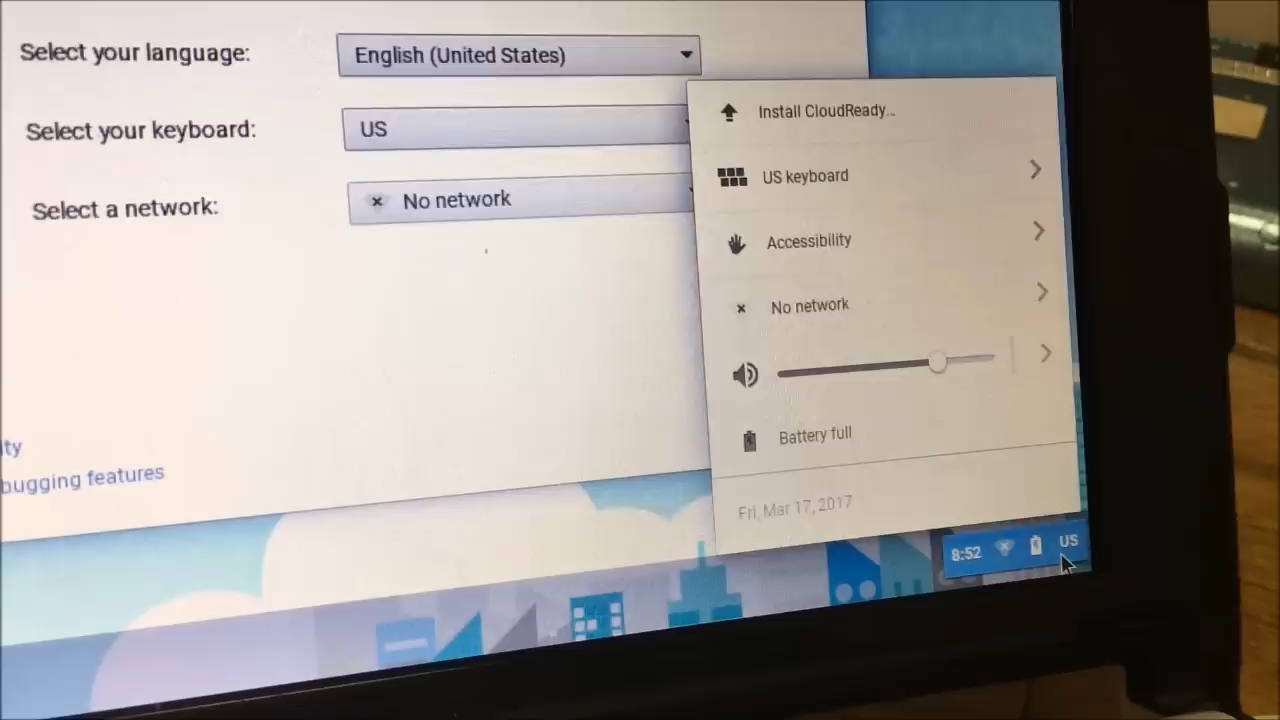 Select your language:
English (United States)
Select your keyboard:
US
Select a network:
No network
ity
bugging features
Install CloudReady...
US keyboard
Accessibility
No network
Battery full
Fri, Mar 17, 2017
8:52
US